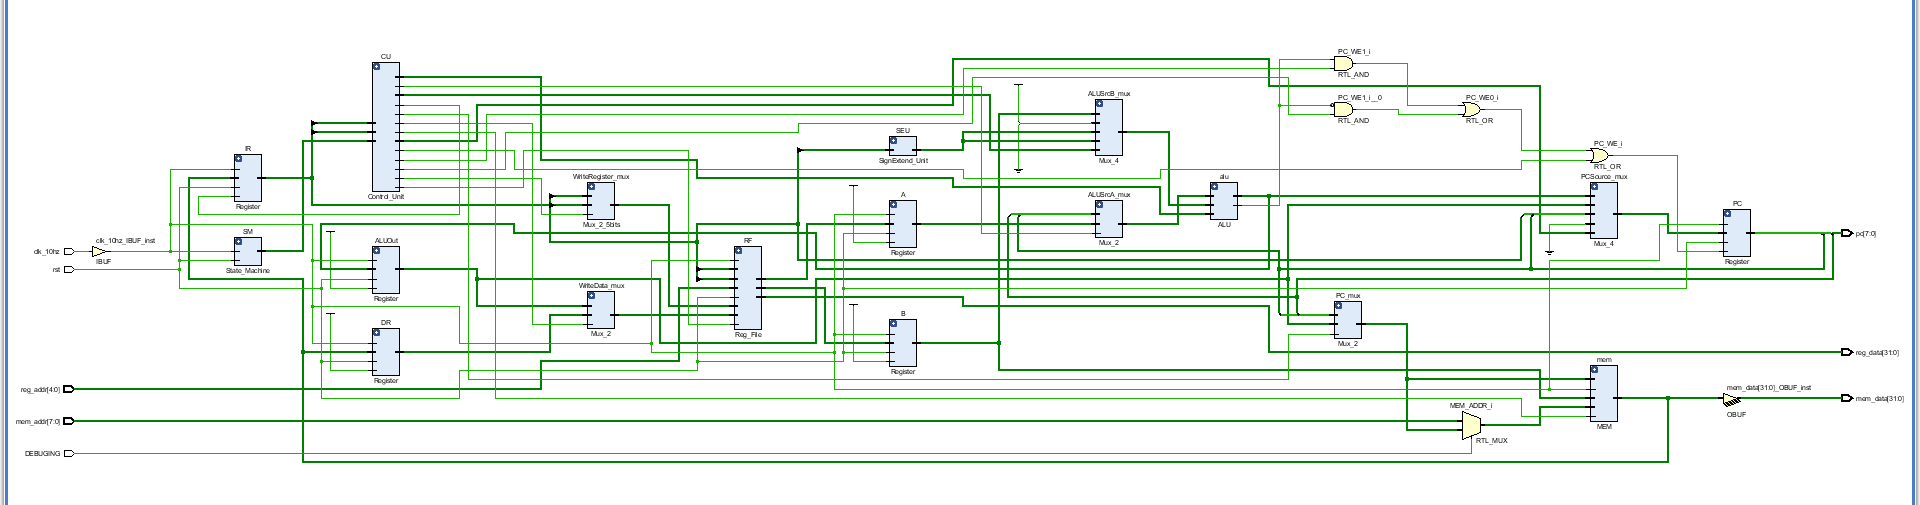 CU
Control_Unit
IR
Register
SM
State_Machine
clk_10hz_IBUF_inst
clk_10hz
IBUF
rst
ALUOut
Register
DR
Register
reg_addr[4:0]
mem_addr[7:0]
DEBUGING
WriteRegister_mux
Mux_2_5bits
WriteData_mux
Mux_2
RF
Reg_File
SEU
SignExtend_Unit
A
Register
B
Register
ALUSrcB_mux
Mux_4
ALUSrcA_mux
Mux_2
alu
ALU
PC_WE1_i
RTL_AND
PC_WE1_i__0
RTL_AND
PC_WE0_i
RTL_OR
PC_WE_i
RTL_OR
PCSource_mux
Mux_4
PC
Register
PC_mux
Mux_2
mem
MEM
MEM_ADDR_i
RTL_MUX
mem_data[31:0]_OBUF_inst
OBUF
pc[7:0]
reg_data[31:0]
mem_data[31:0]